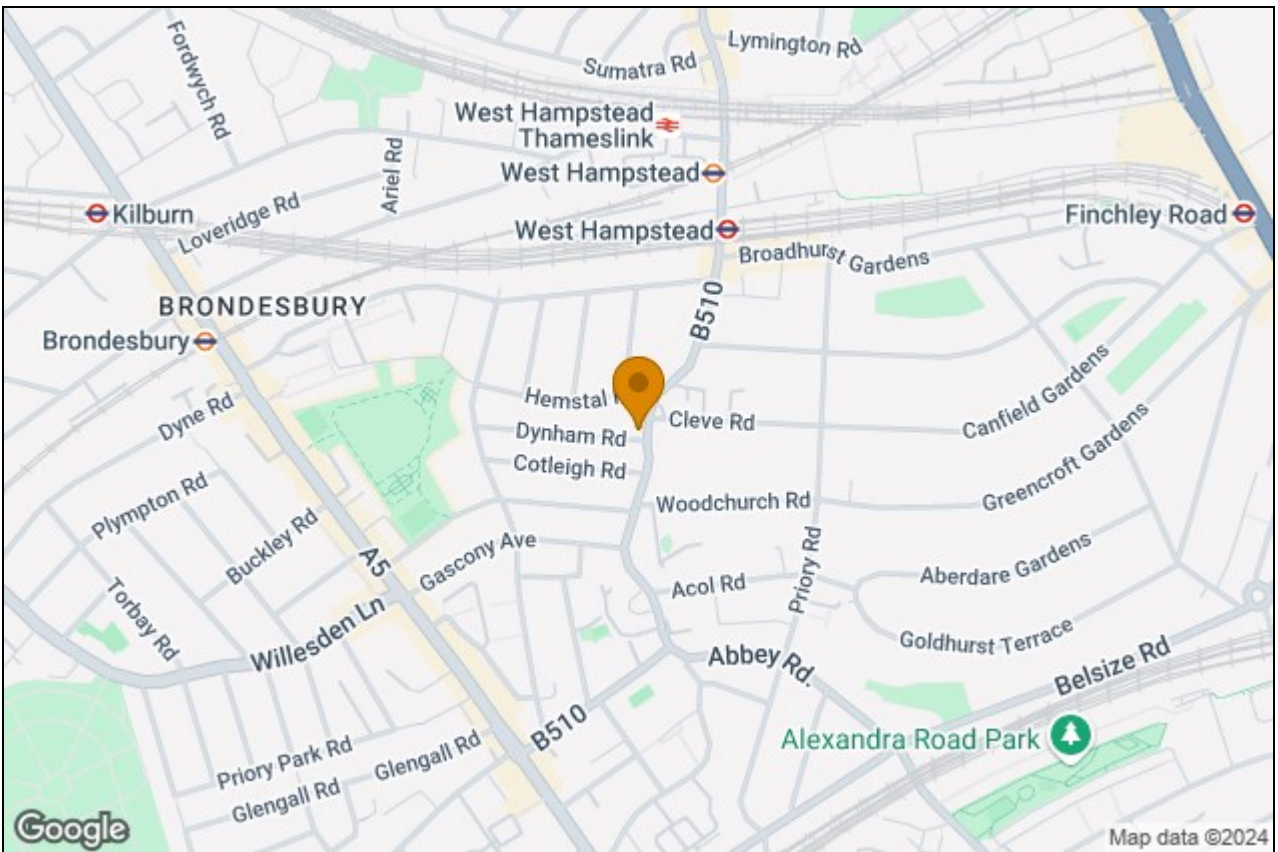 Fordwych Rd
Lymington Rd
Sumatra Rd
West Hampstead
Thameslink
Ariel Rd
West Hampstead
Kilburn
Loveridge Rd
West Hampstead
Finchley Road
Broadhurst Gardens
BRONDESBURY
B510
Brondesbury
Hemstal
Dyne Rd
Cleve Rd
Canfield Gardens
Dynham Rd
Cotleigh Rd
Greencroft Gardens
Plympton Rd
Woodchurch Rd
Buckley Rd
A5
Gascony Ave
Priory Rd
Aberdare Gardens
Acol Rd
Torbay Rd
Willesden Ln
Goldhurst Terrace
Abbey Rd.
Belsize Rd
B510
Alexandra Road Park
Priory Park Rd
Glengall Rd
Glengall Rd
Google
Map data ©2024